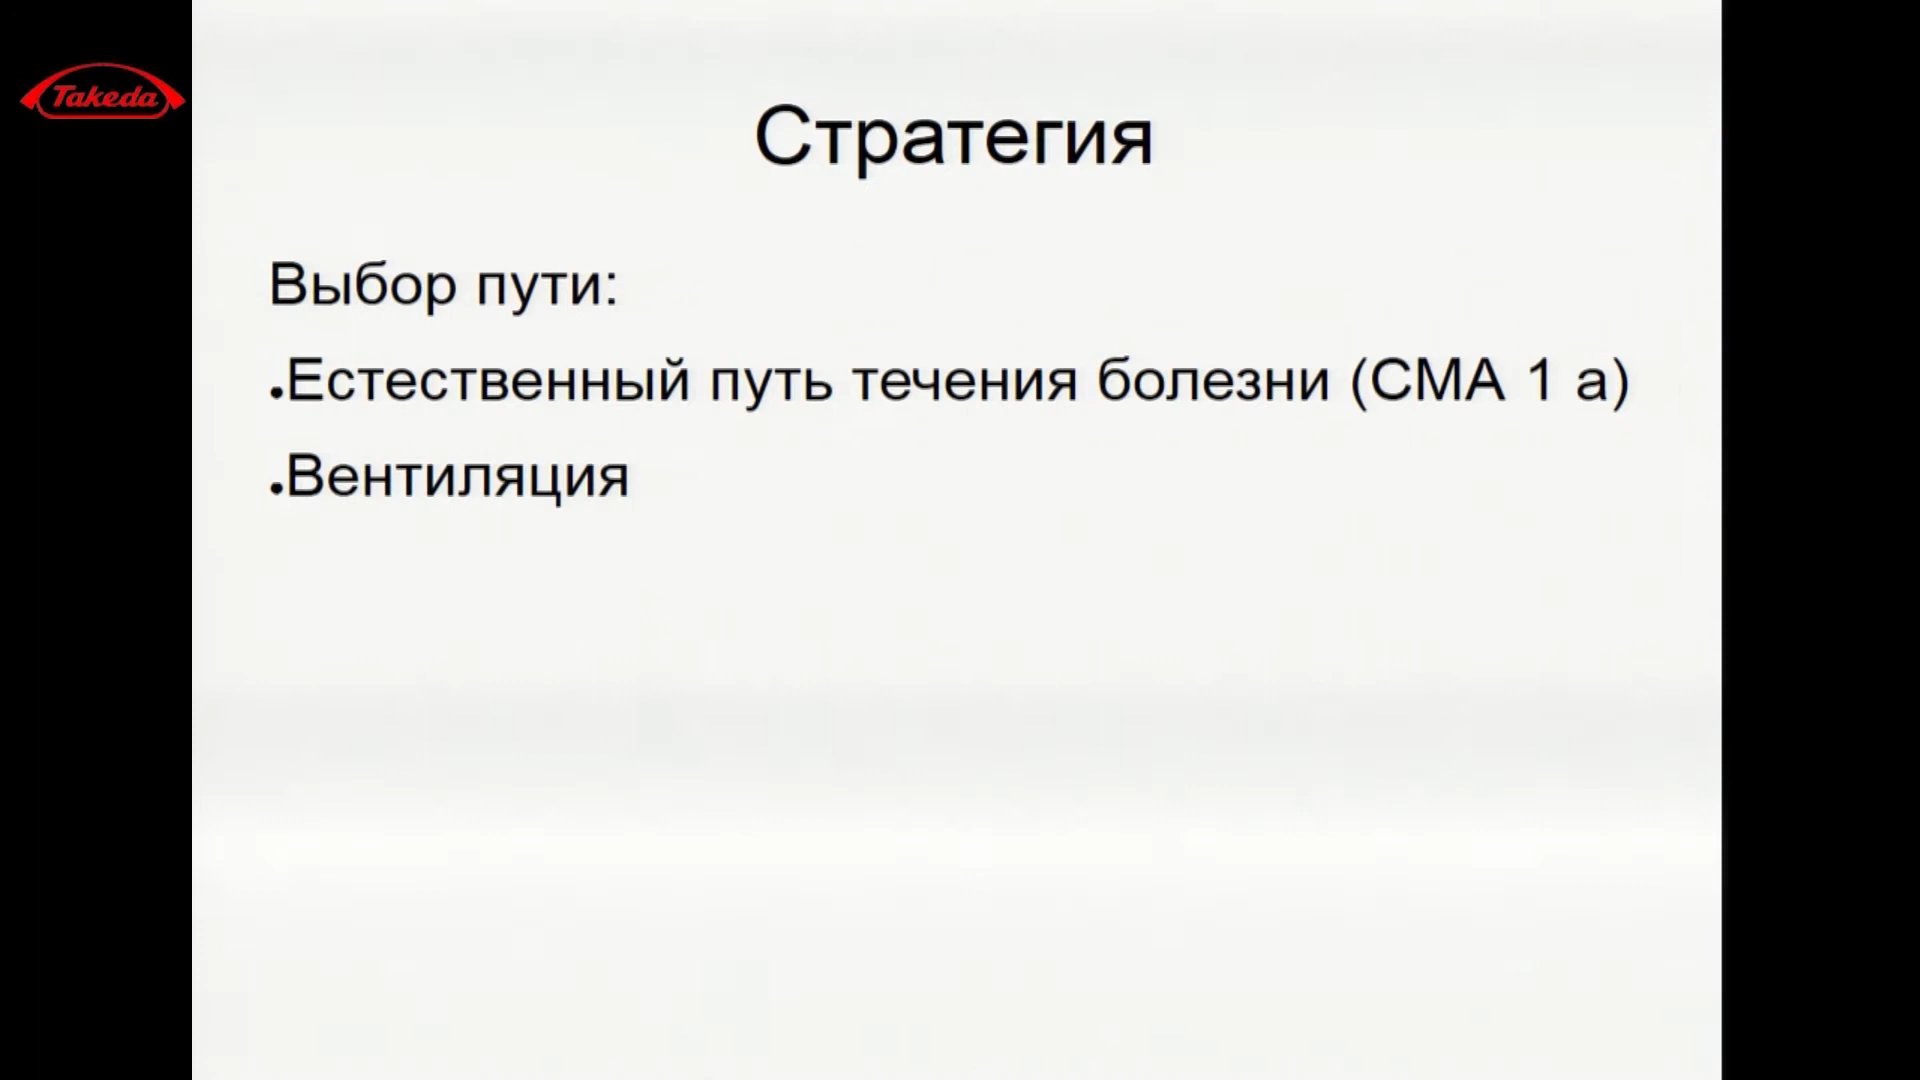 Takeda
Стратегия
Выбор пути:
•Естественный путь течения болезни (СМА 1 а)
•Вентиляция